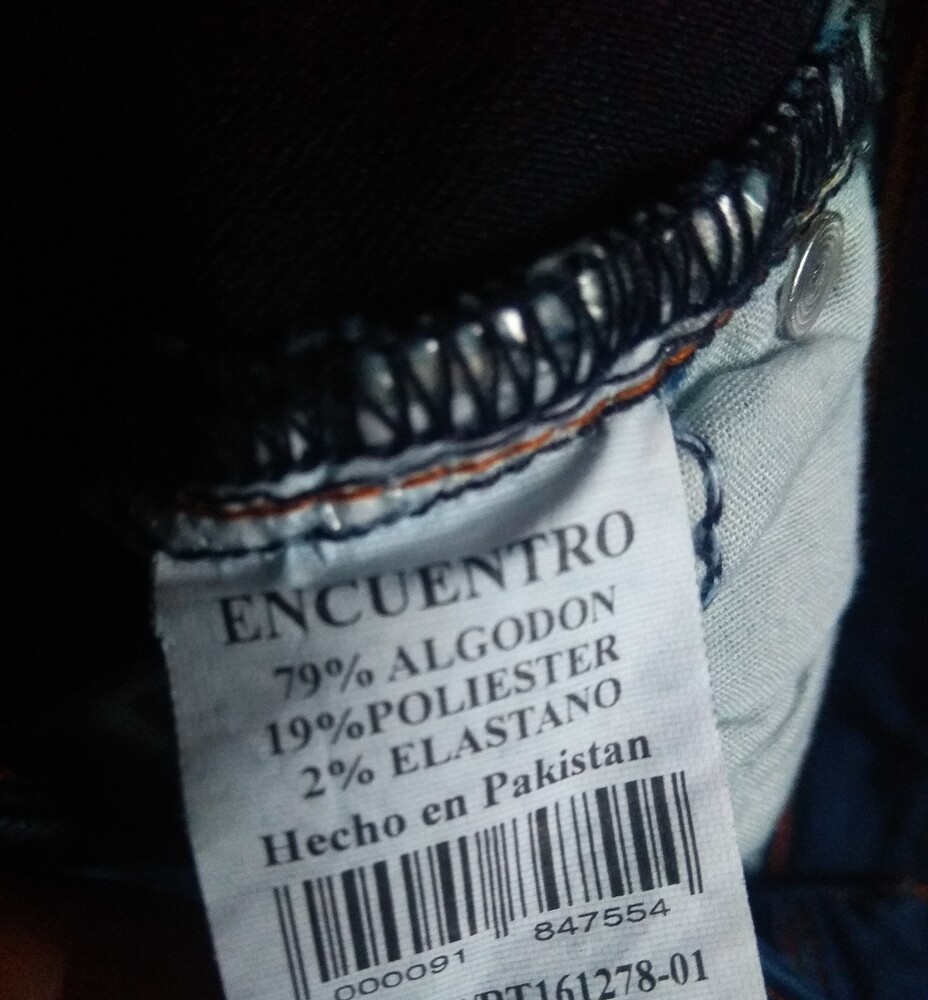 ENCUENTRO
79% ALGODON
19%POLIESTER
2% ELASTANO
Hecho en Pakistan
000091 847554